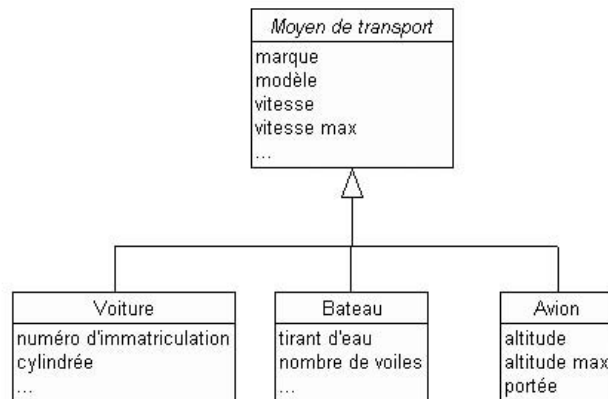 Moyen de transport
marque
modèle
vitesse
vitesse max
...
Voiture
numéro d'immatriculation
cylindrée
...
Bateau
tirant d'eau
nombre de voiles
...
Avion
altitude
altitude max
portée